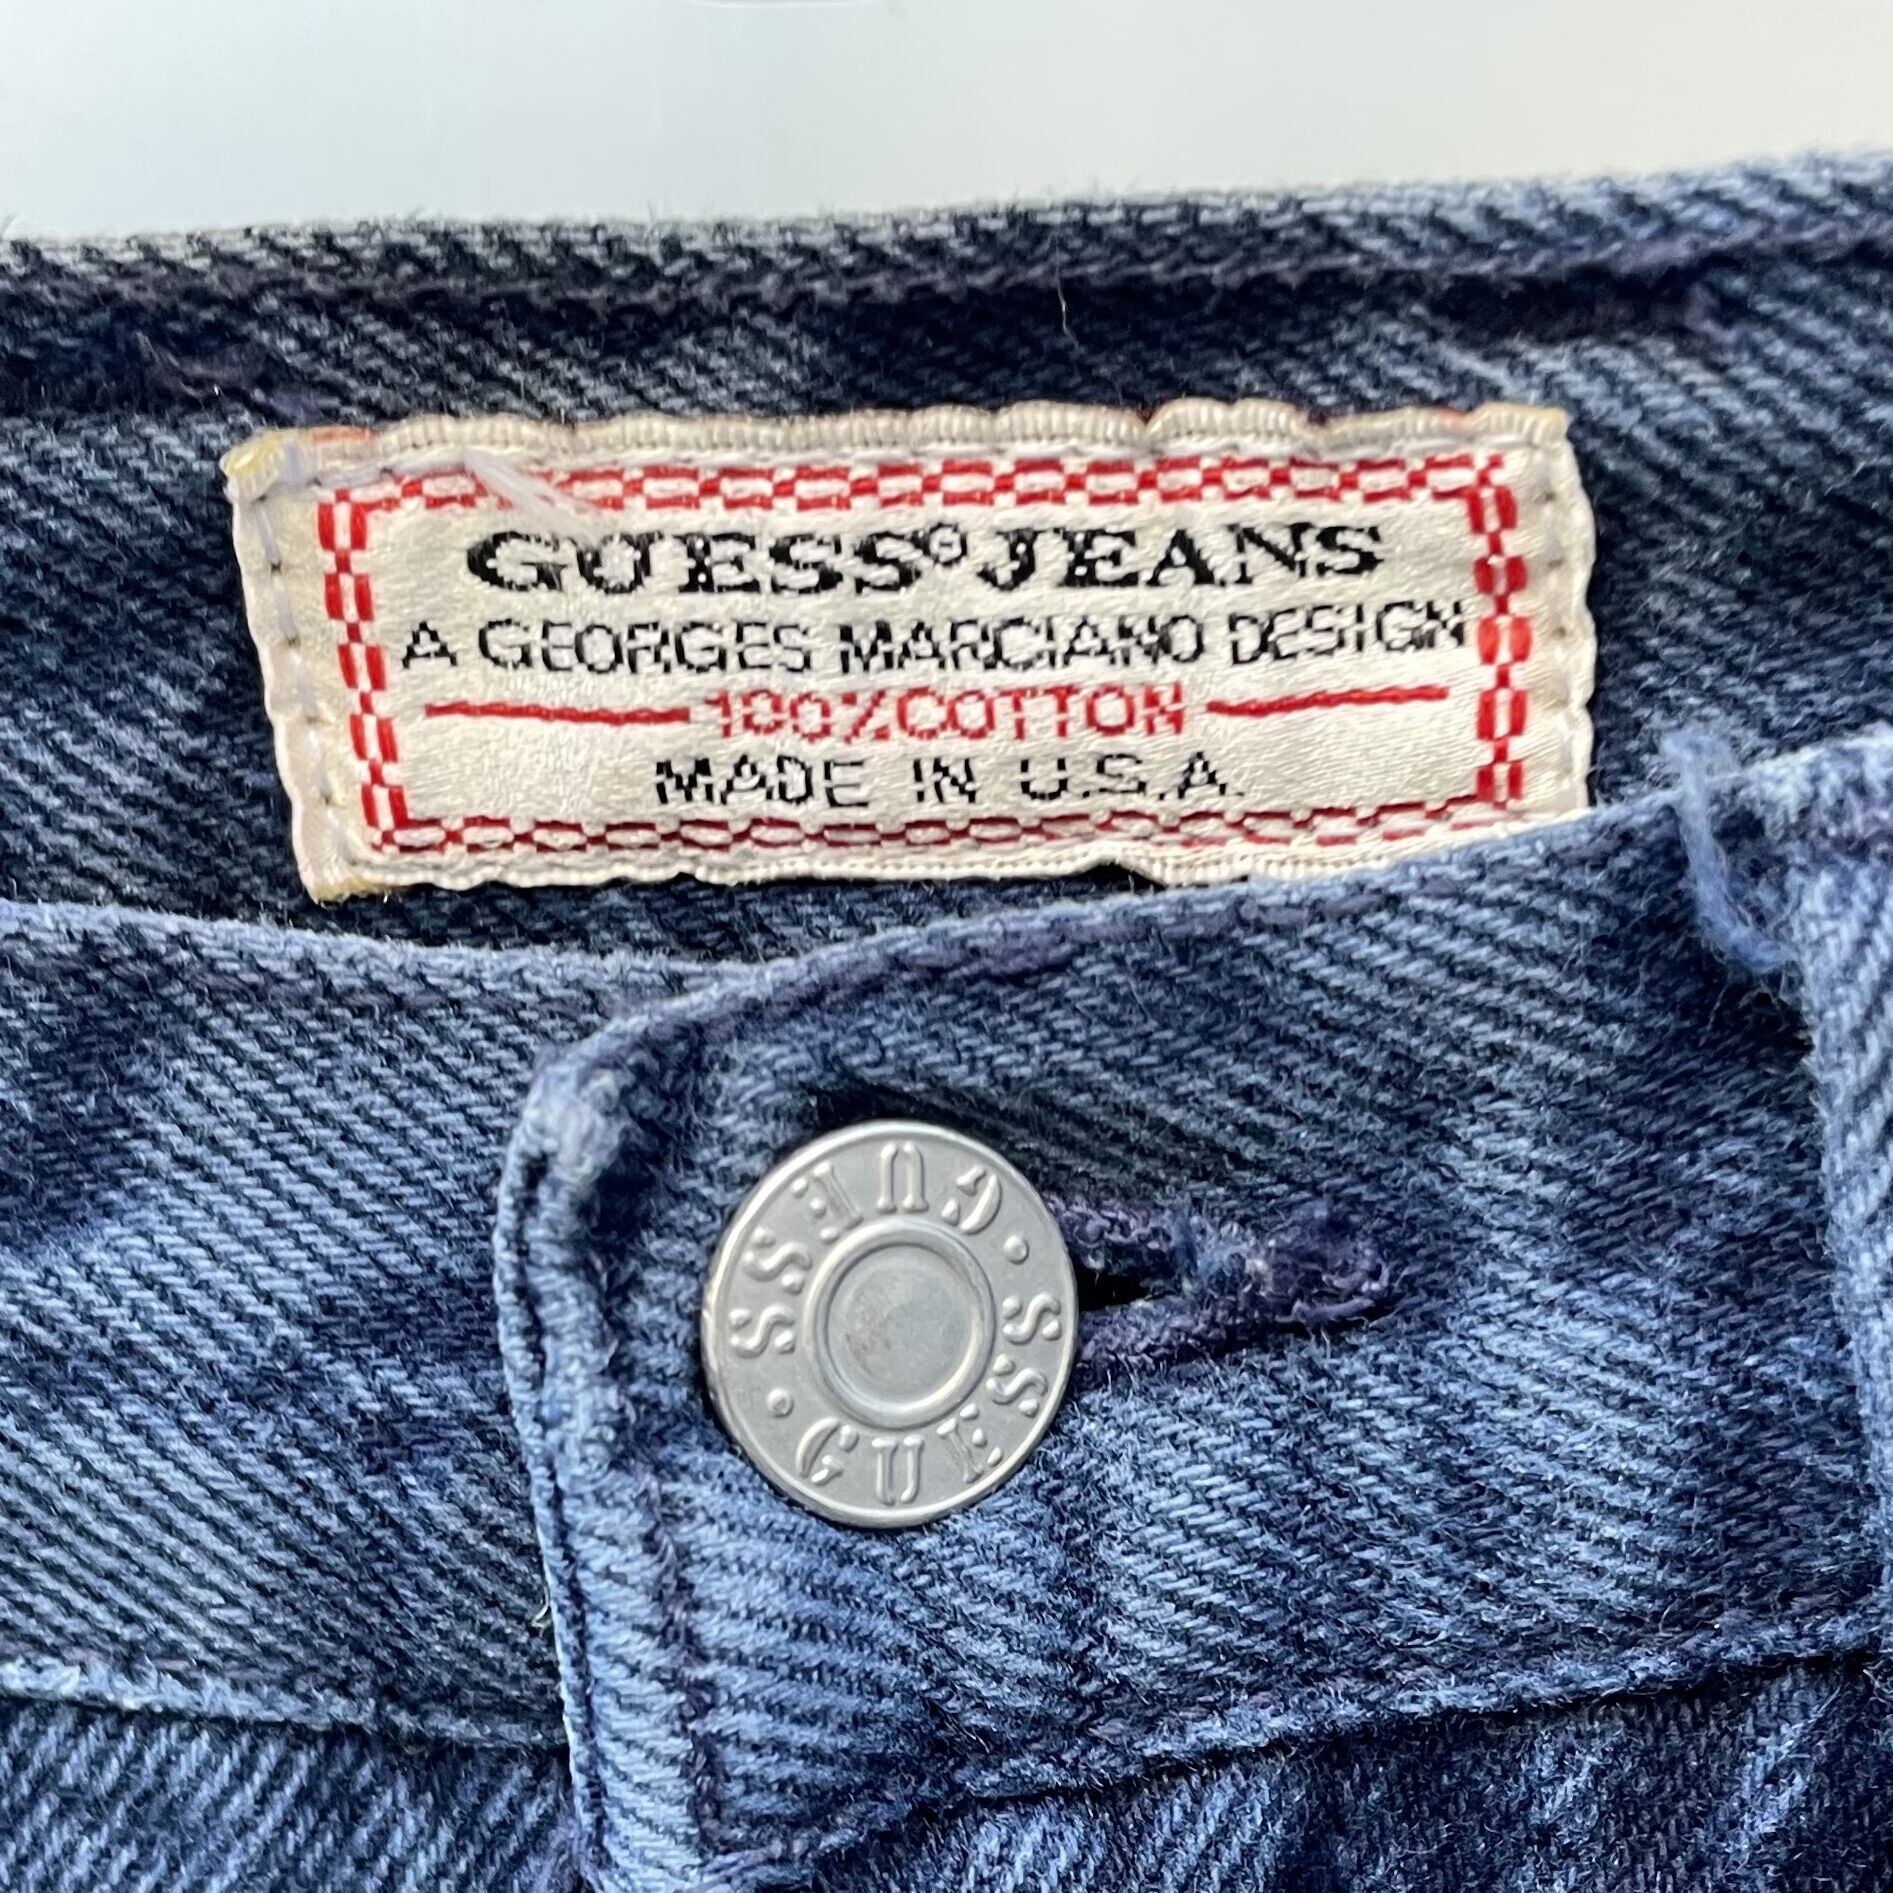 GUESS® JEANS
A GEORGES MARCIANO DESIGN
100% COTTON
MADE IN U.S.A.
GUESS · GUESS ·